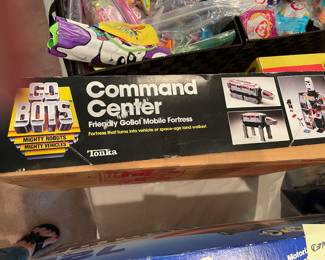 GO
BOTS
MIGHTY ROBOTS
MIGHTY VEHICLES
Command
Center
Friendly GoBot Mobile Fortress
Fortress that turns into vehicle or space-age land walker!
Tonka
Motori